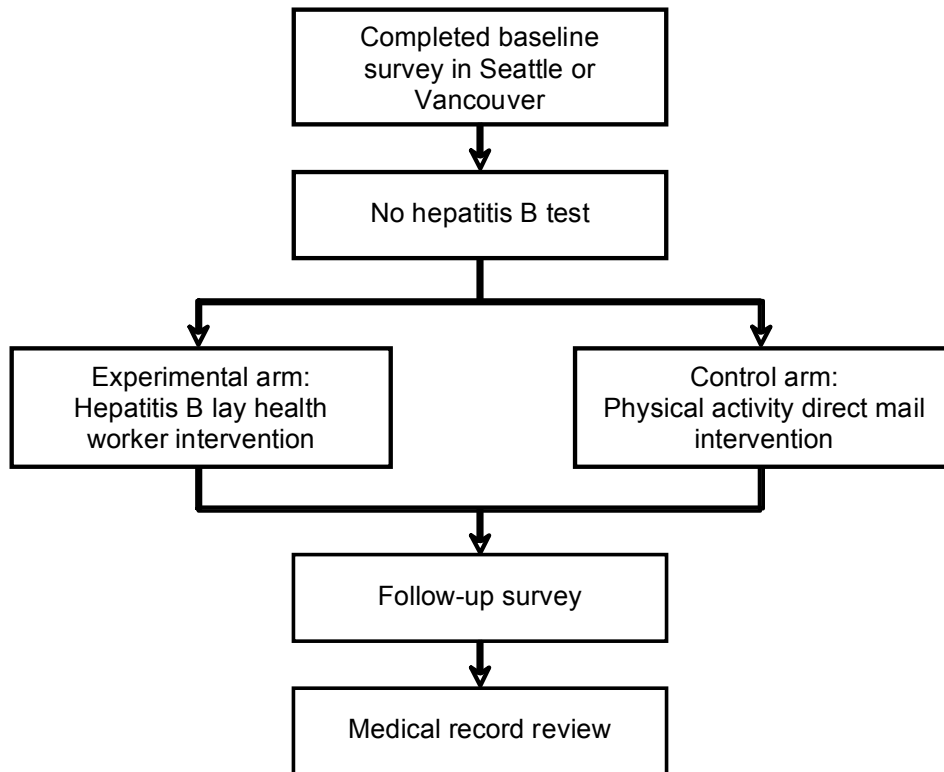 Completed baseline
survey in Seattle or
Vancouver
No hepatitis B test
Experimental arm:
Hepatitis B lay health
worker intervention
Control arm:
Physical activity direct mail
intervention
Follow-up survey
Medical record review